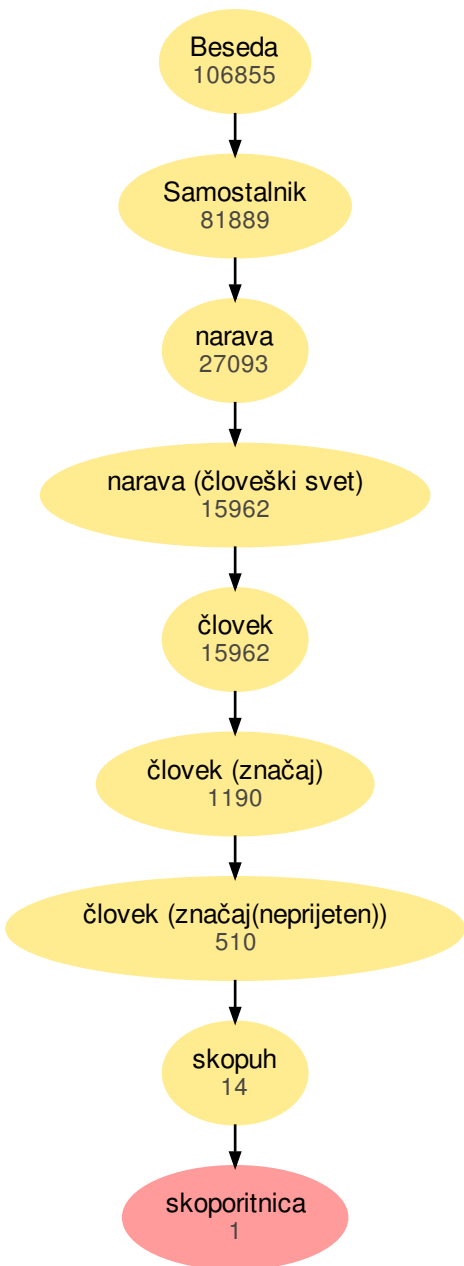 Beseda
106855
Samostalnik
81889
narava
27093
narava (človeški svet)
15962
človek
15962
človek (značaj)
1190
človek (značaj(neprijeten))
510
skopuh
14
skoporitnica
1